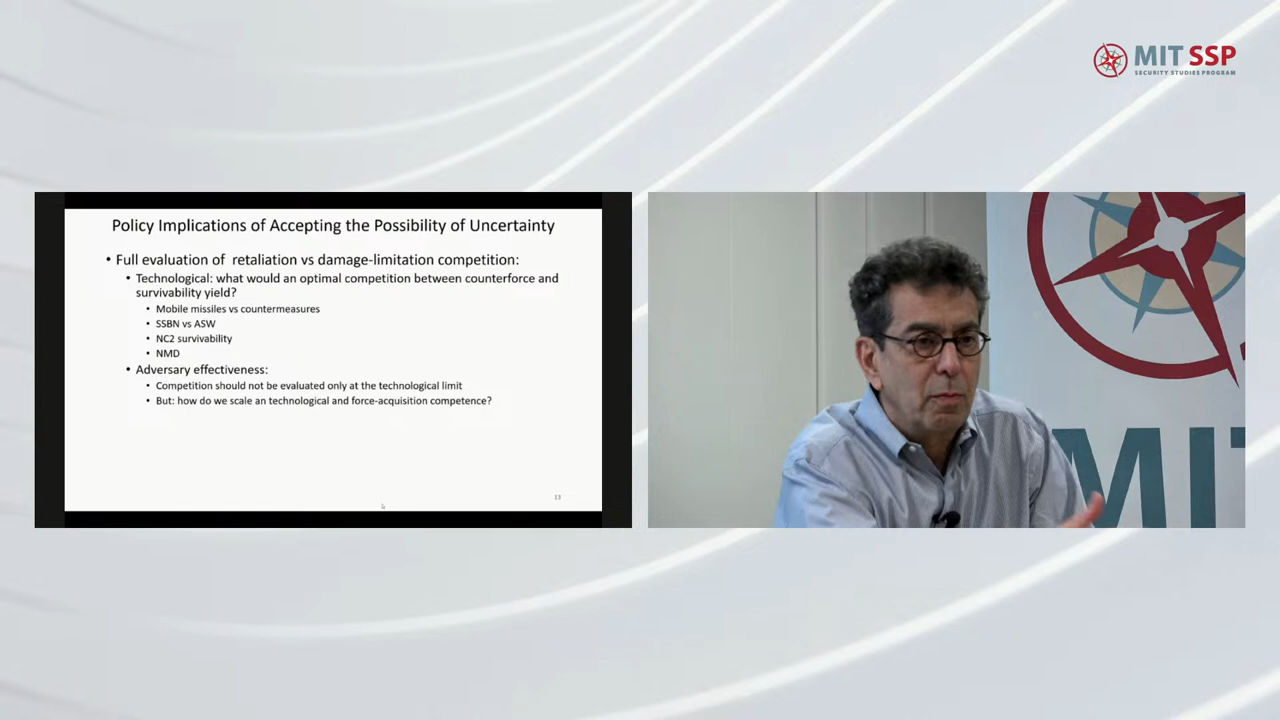 MIT SSP
SECURITY STUDIES PROGRAM
Policy Implications of Accepting the Possibility of Uncertainty
• Full evaluation of retaliation vs damage-limitation competition:
• Technological: what would an optimal competition between counterforce and
survivability yield?
• Mobile missiles vs countermeasures
• SSBN vs ASW
• NC2 survivability
• NMD
• Adversary effectiveness:
• Competition should not be evaluated only at the technological limit
• But: how do we scale an technological and force-acquisition competence?
13
MIT